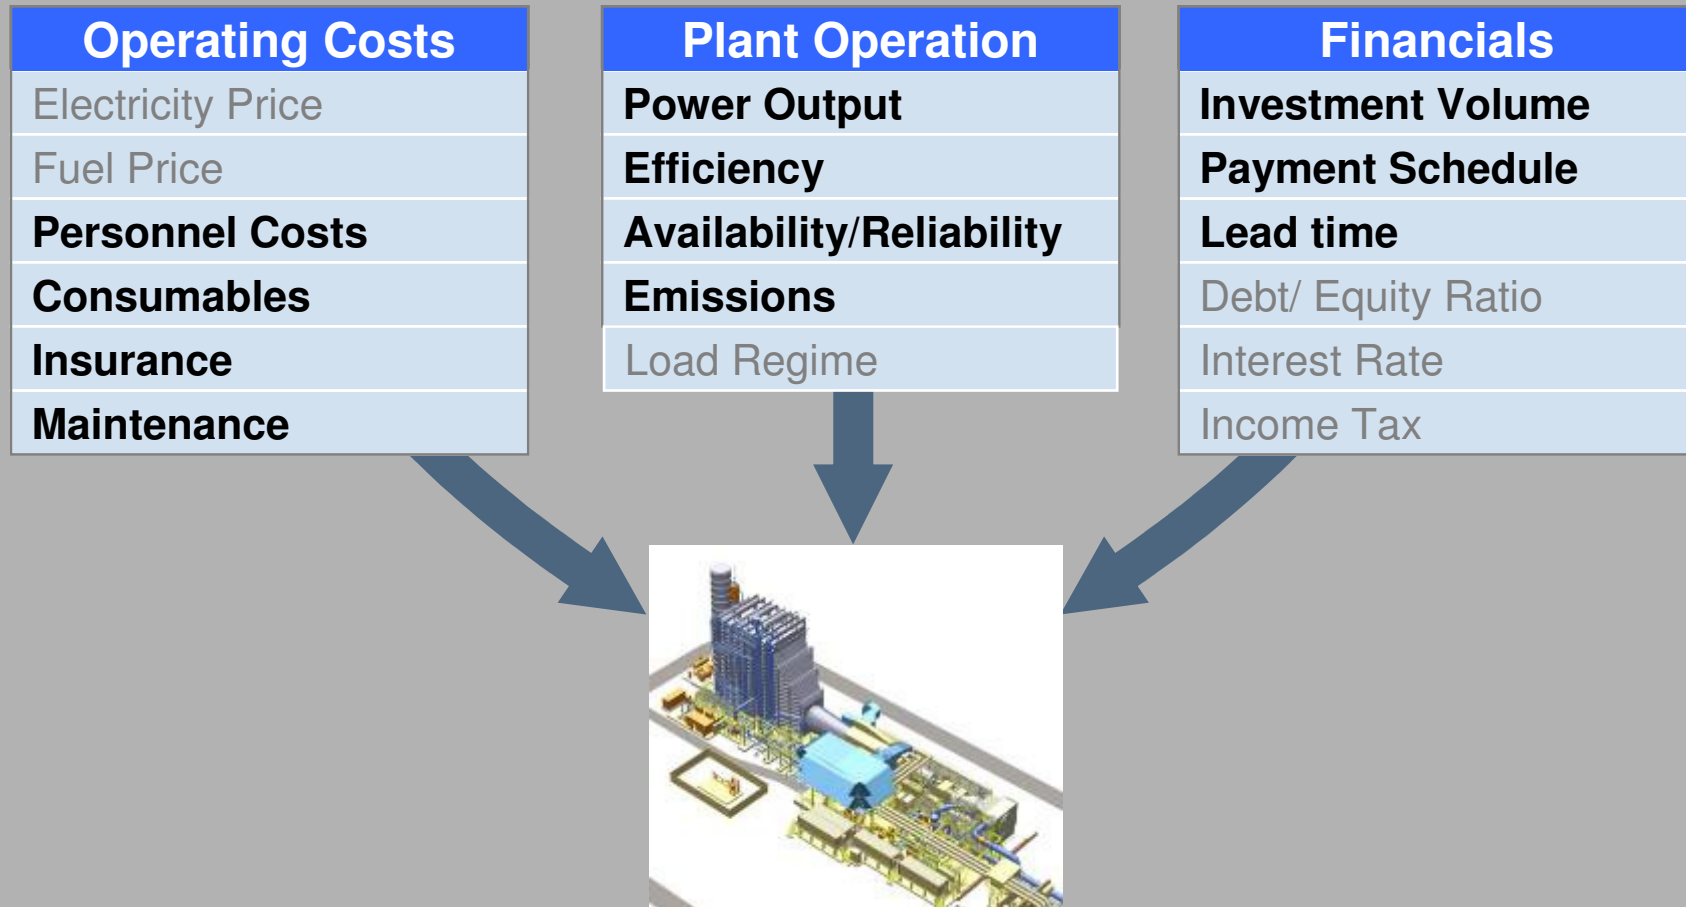 Operating Costs
Electricity Price
Fuel Price
Personnel Costs
Consumables
Insurance
Maintenance
Plant Operation
Power Output
Efficiency
Availability/Reliability
Emissions
Load Regime
Financials
Investment Volume
Payment Schedule
Lead time
Debt/ Equity Ratio
Interest Rate
Income Tax